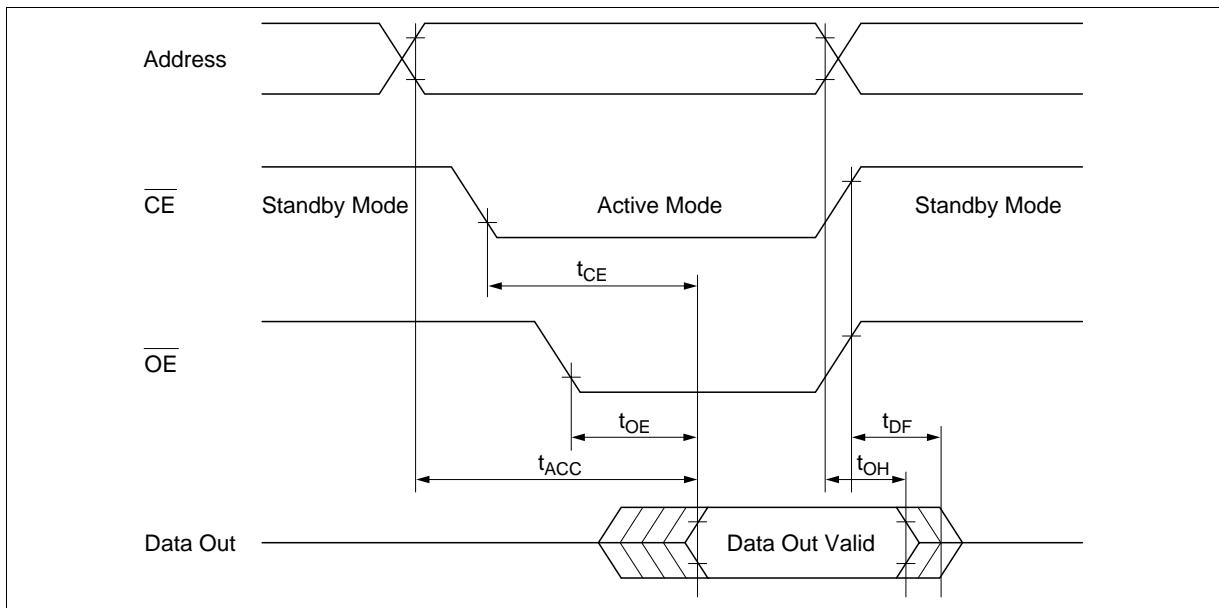 Address
CE
Standby Mode
Active Mode
Standby Mode
tCE
OE
tOE
tDF
tACC
tOH
Data Out
Data Out Valid